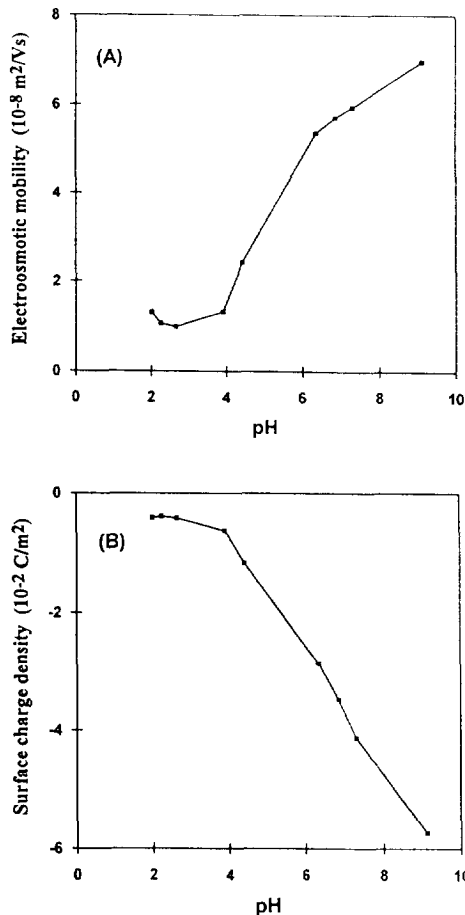 8
(A)
6
4
2
0
0 2 4 6 8 10
pH
Electroosmotic mobility (10-8 m2/Vs)
0
(B)
-2
-4
-6
0 2 4 6 8 10
pH
Surface charge density (10-2 C/m2)